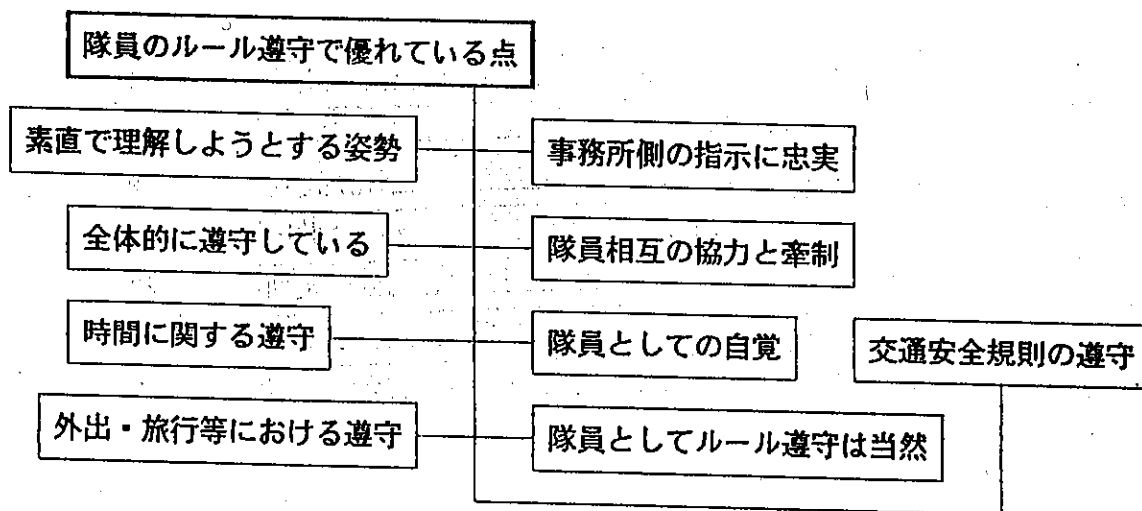 隊員のルール遵守で優れている点
素直で理解しようとする姿勢
事務所側の指示に忠実
全体的に遵守している
隊員相互の協力と牽制
時間に関する遵守
隊員としての自覚
交通安全規則の遵守
外出・旅行等における遵守
隊員としてルール遵守は当然